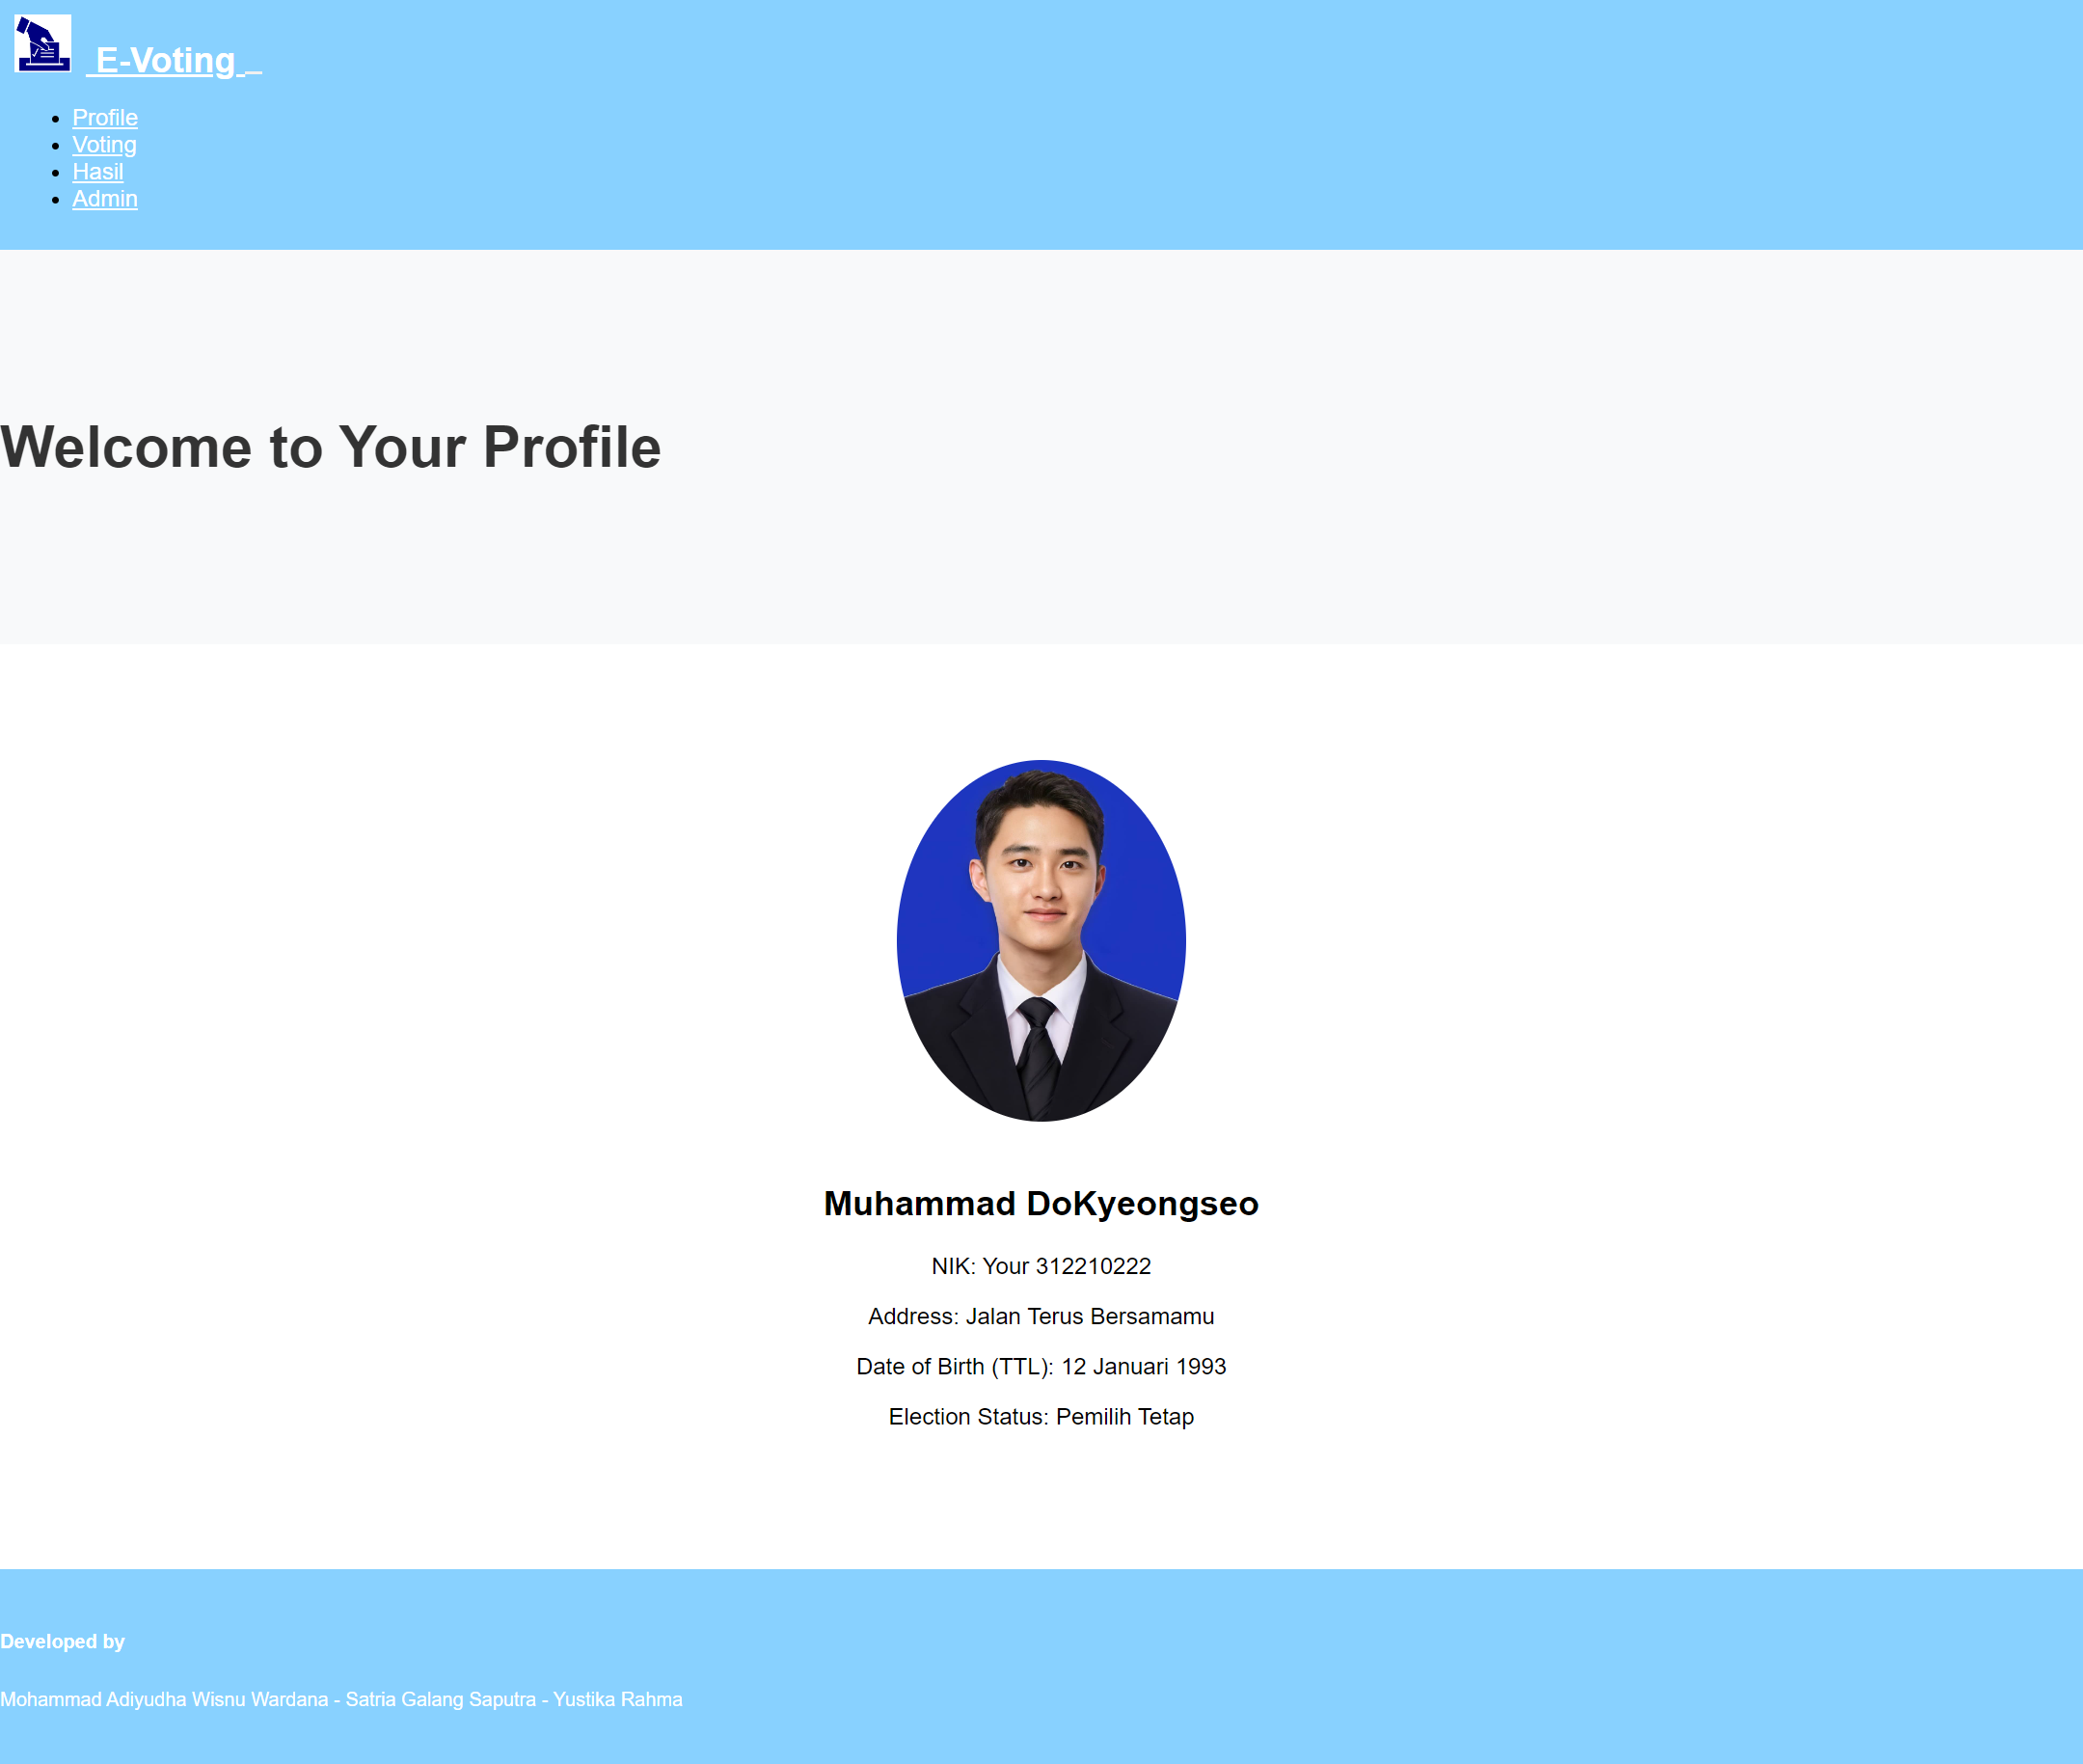 E-Voting
Profile
Voting
Hasil
Admin
Welcome to Your Profile
Muhammad DoKyeongseo
NIK: Your 312210222
Address: Jalan Terus Bersamamu
Date of Birth (TTL): 12 Januari 1993
Election Status: Pemilih Tetap
Developed by
Mohammad Adiyudha Wisnu Wardana - Satria Galang Saputra - Yustika Rahma